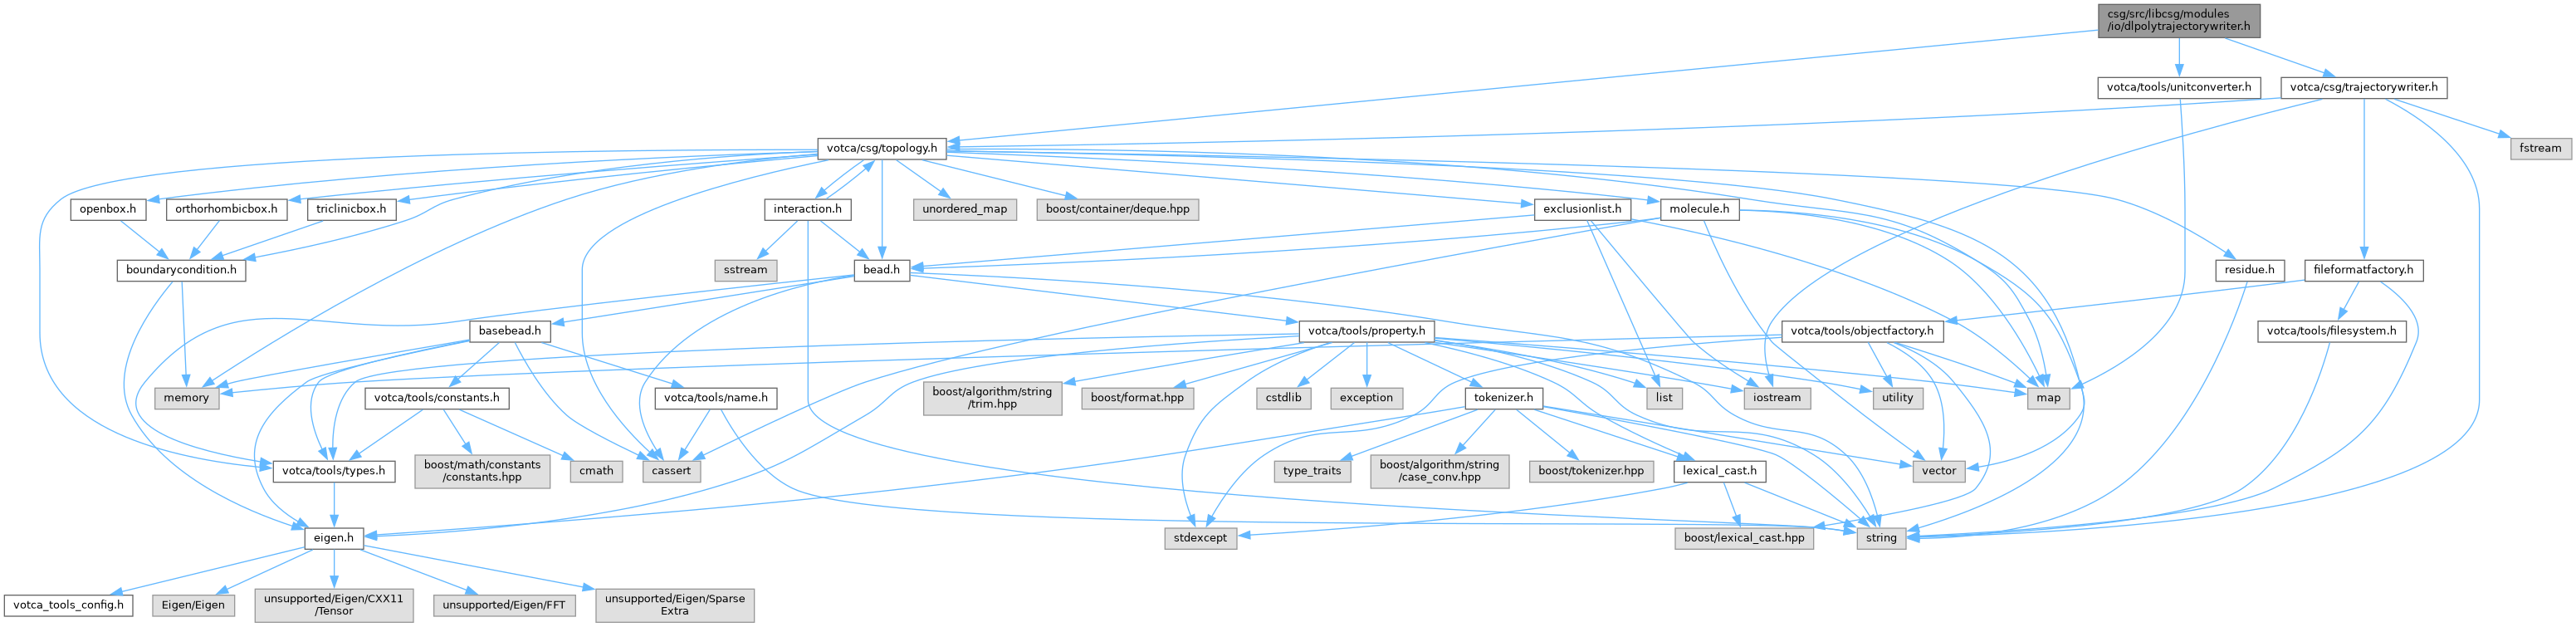 csg/src/libcsg/modules
/io/dlpolytrajectorywriter.h
votca/tools/unitconverter.h
votca/csg/trajectorywriter.h
votca/csg/topology.h
fstream
openbox.h
orthorhombicbox.h
triclinicbox.h
interaction.h
unordered_map
boost/container/deque.hpp
exclusionlist.h
molecule.h
boundarycondition.h
sstream
bead.h
residue.h
fileformatfactory.h
basebead.h
votca/tools/property.h
votca/tools/objectfactory.h
votca/tools/filesystem.h
memory
votca/tools/constants.h
votca/tools/name.h
boost/algorithm/string
/trim.hpp
boost/format.hpp
cstdlib
exception
tokenizer.h
list
iostream
utility
map
votca/tools/types.h
boost/math/constants
/constants.hpp
cmath
cassert
type_traits
boost/algorithm/string
/case_conv.hpp
boost/tokenizer.hpp
lexical_cast.h
vector
eigen.h
stdexcept
boost/lexical_cast.hpp
string
votca_tools_config.h
Eigen/Eigen
unsupported/Eigen/CXX11
/Tensor
unsupported/Eigen/FFT
unsupported/Eigen/Sparse
Extra